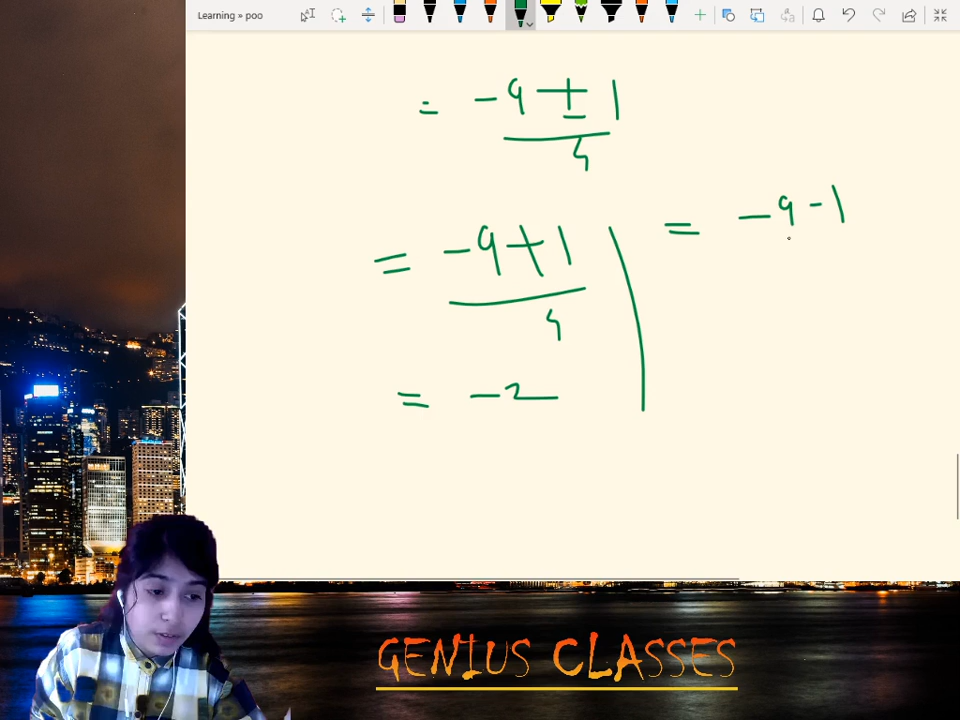 Learning » poo
= -9 ± 1
4
= -9 + 1
4
= -9 - 1
= -2
GENIUS CLASSES